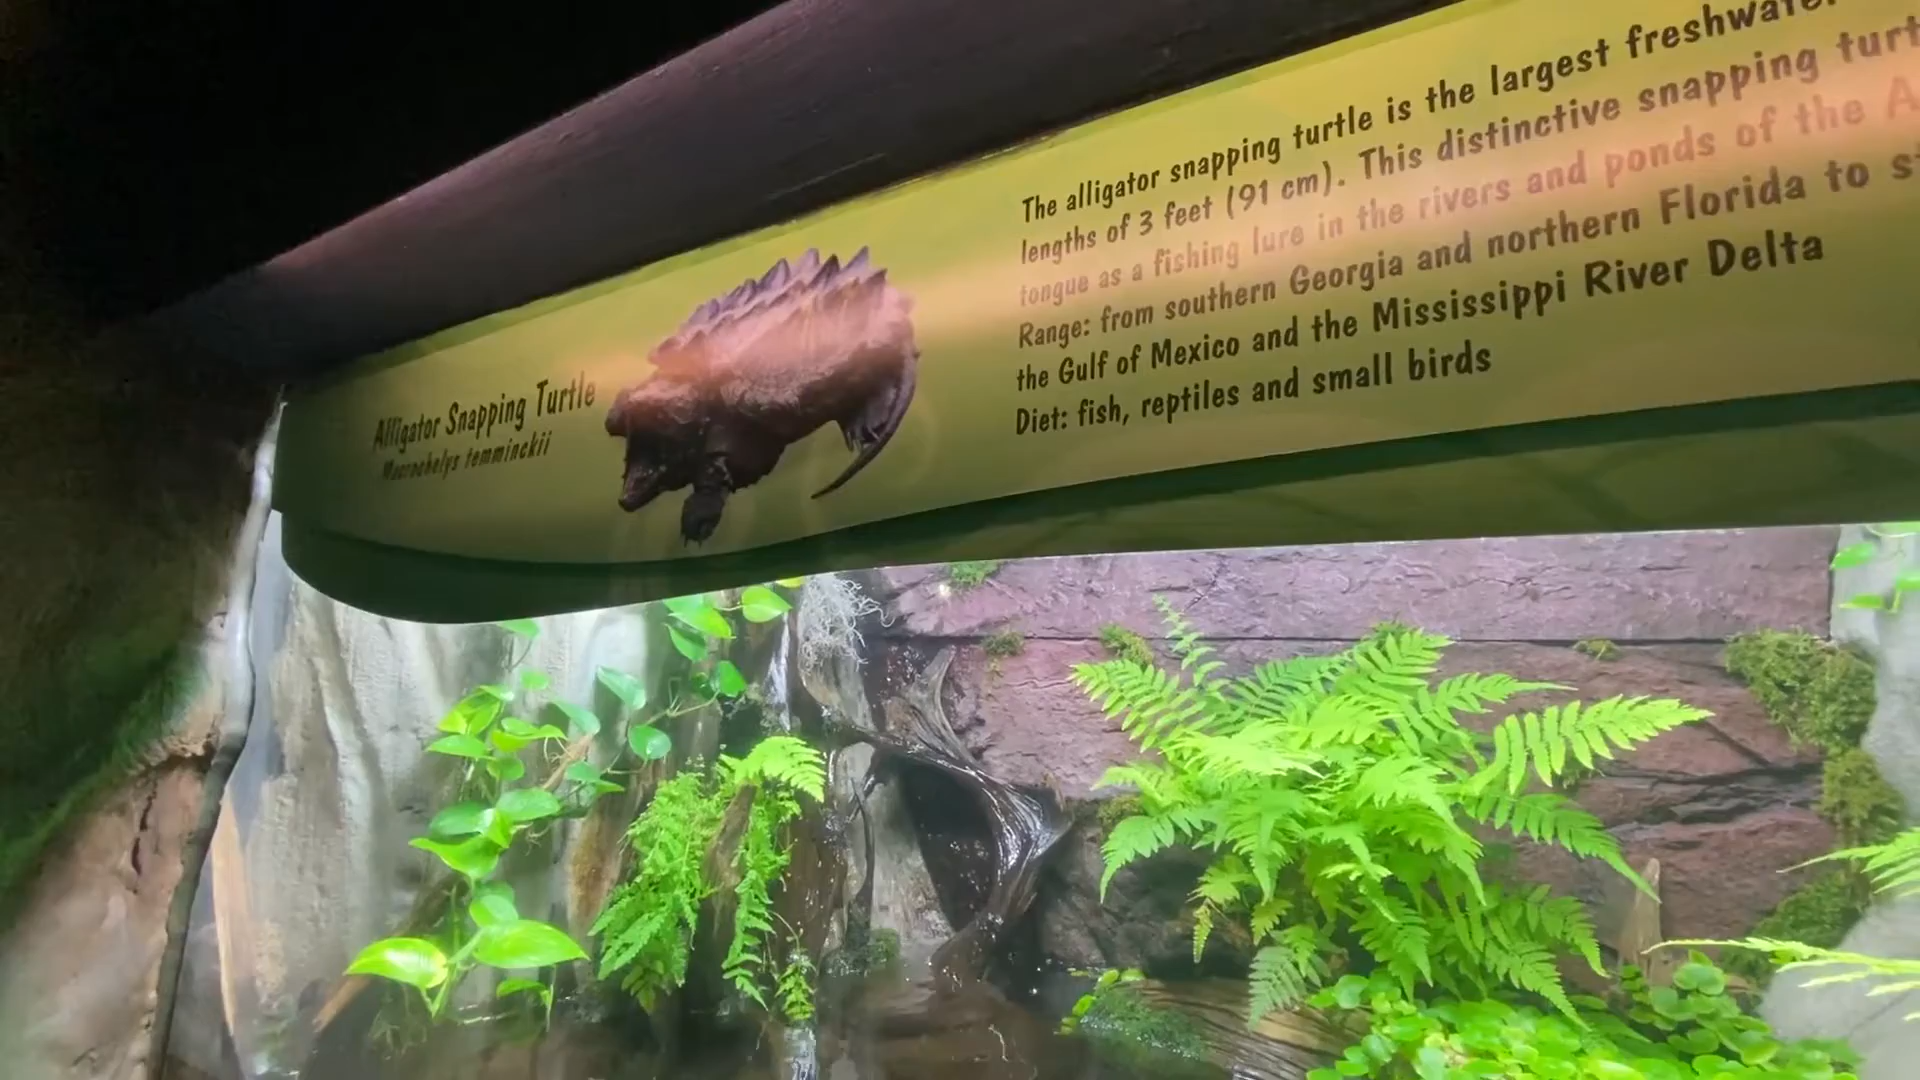 Alligator Snapping Turtle
Macrochelys temminckii
The alligator snapping turtle is the largest freshwater
lengths of 3 feet (91 cm). This distinctive snapping
tongue as a fishing lure in the rivers and ponds of the
Range: from southern Georgia and northern Florida to
the Gulf of Mexico and the Mississippi River Delta
Diet: fish, reptiles and small birds